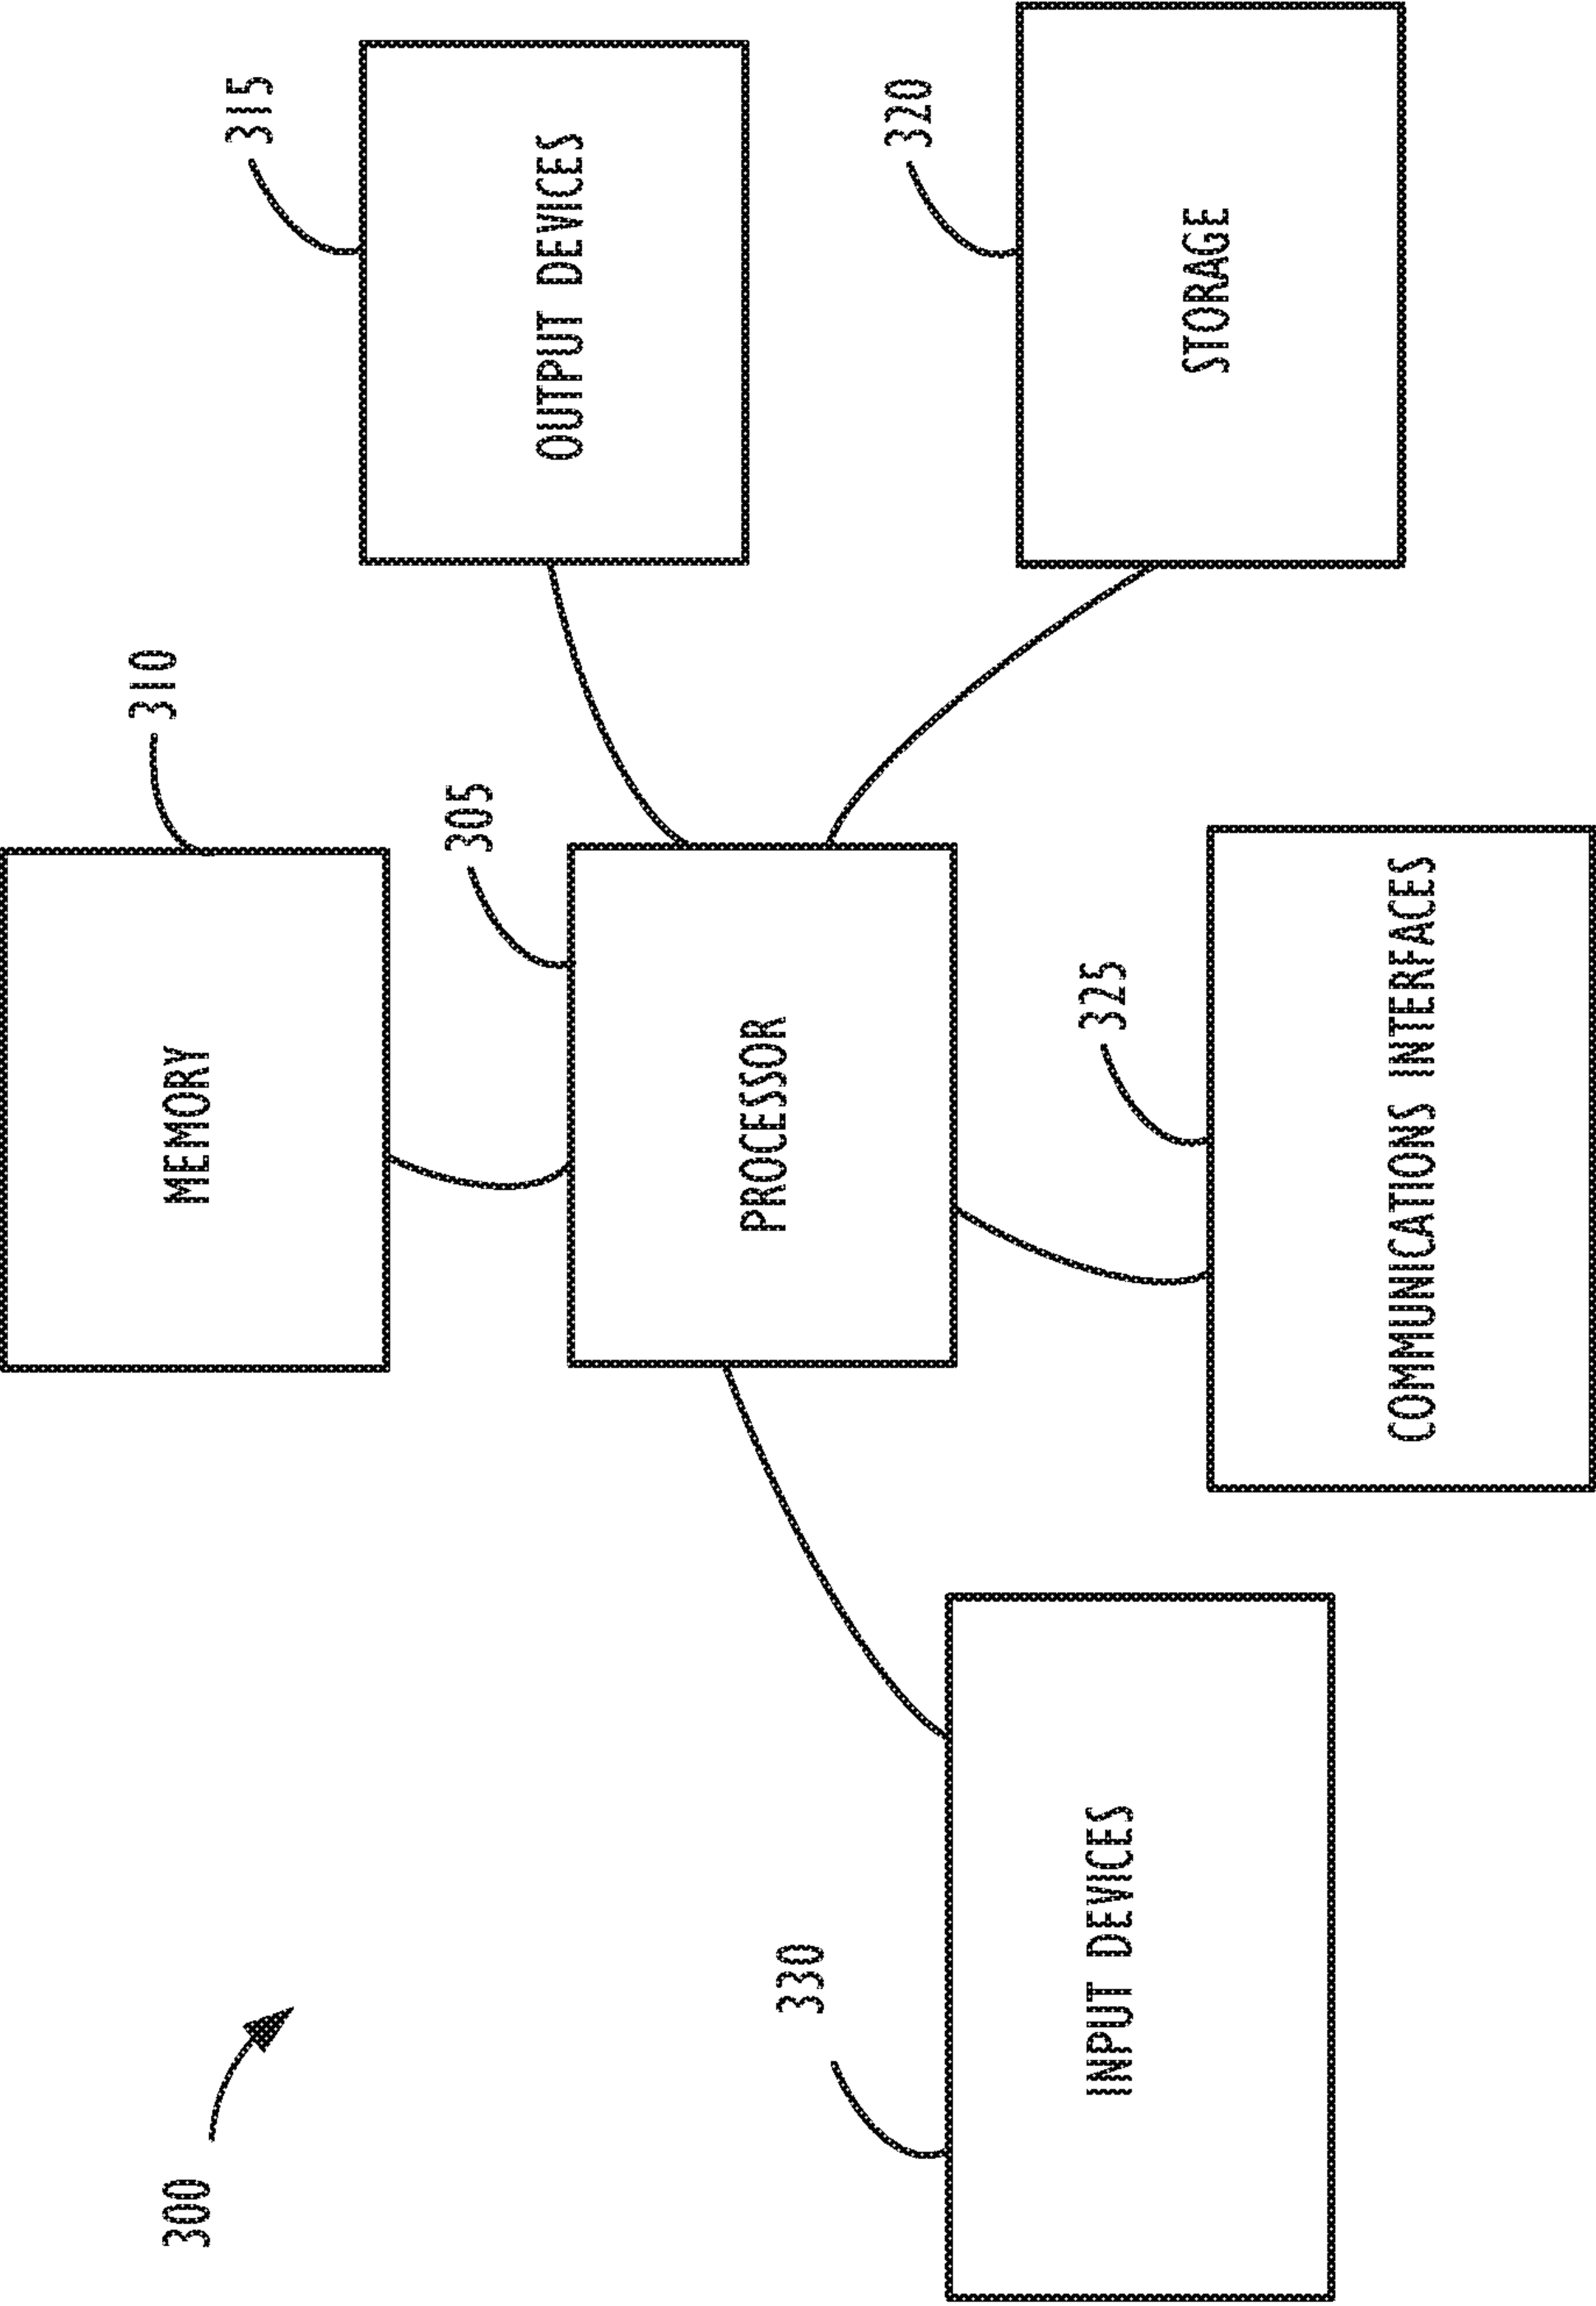 310
MEMORY
315
305
OUTPUT DEVICES
PROCESSOR
320
STORAGE
325
COMMUNICATIONS INTERFACES
300
330
INPUT DEVICES